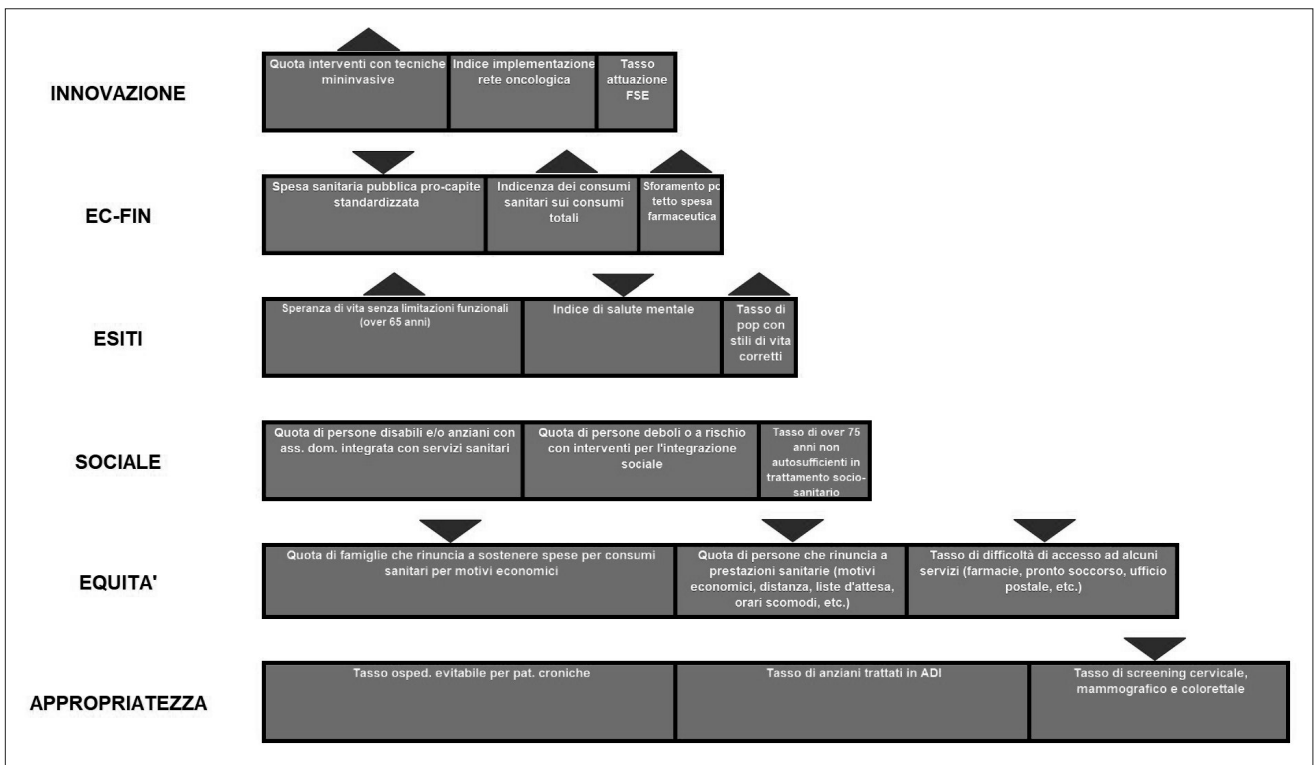 INNOVAZIONE
Quota interventi con tecniche
mininvasive
Indice implementazione
rete oncologica
Tasso
attuazione
FSE
EC-FIN
Spesa sanitaria pubblica pro-capite
standardizzata
Indicenza dei consumi
sanitari sui consumi
totali
Sforamento pc
tetto spesa
farmaceutica
ESITI
Speranza di vita senza limitazioni funzionali
(over 65 anni)
Indice di salute mentale
Tasso di
pop con
stili di vita
corretti
SOCIALE
Quota di persone disabili e/o anziani con
ass. dom. integrata con servizi sanitari
Quota di persone deboli o a rischio
con interventi per l'integrazione
sociale
Tasso di over 75
anni non
autosufficienti in
trattamento socio-
sanitario
EQUITA'
Quota di famiglie che rinuncia a sostenere spese per consumi
sanitari per motivi economici
Quota di persone che rinuncia a
prestazioni sanitarie (motivi
economici, distanza, liste d'attesa,
orari scomodi, etc.)
Tasso di difficoltà di accesso ad alcuni
servizi (farmacie, pronto soccorso, ufficio
postale, etc.)
APPROPRIATEZZA
Tasso osped. evitabile per pat. croniche
Tasso di anziani trattati in ADI
Tasso di screening cervicale,
mammografico e colorettale